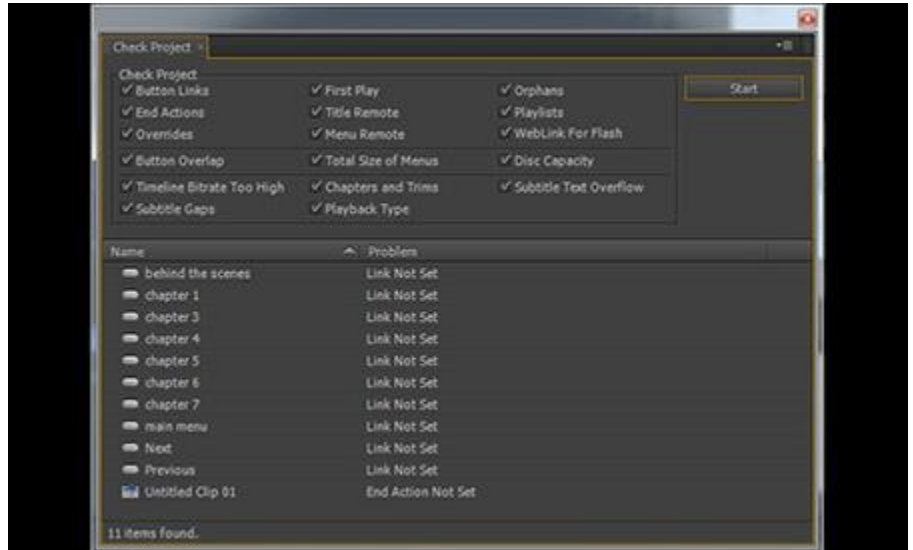 Check Project
Check Project
Button Links First Play Orphans Start
End Actions Title Remote Playlists
Overrides Menu Remote WebLink For Flash
Button Overlap Total Size of Menus Disc Capacity
Timeline Bitrate Too High Chapters and Trims Subtitle Text Overflow
Subtitle Gaps Playback Type
Name Problem
behind the scenes Link Not Set
chapter 1 Link Not Set
chapter 3 Link Not Set
chapter 4 Link Not Set
chapter 5 Link Not Set
chapter 6 Link Not Set
chapter 7 Link Not Set
main menu Link Not Set
Next Link Not Set
Previous Link Not Set
Untitled Clip 01 End Action Not Set
11 items found.